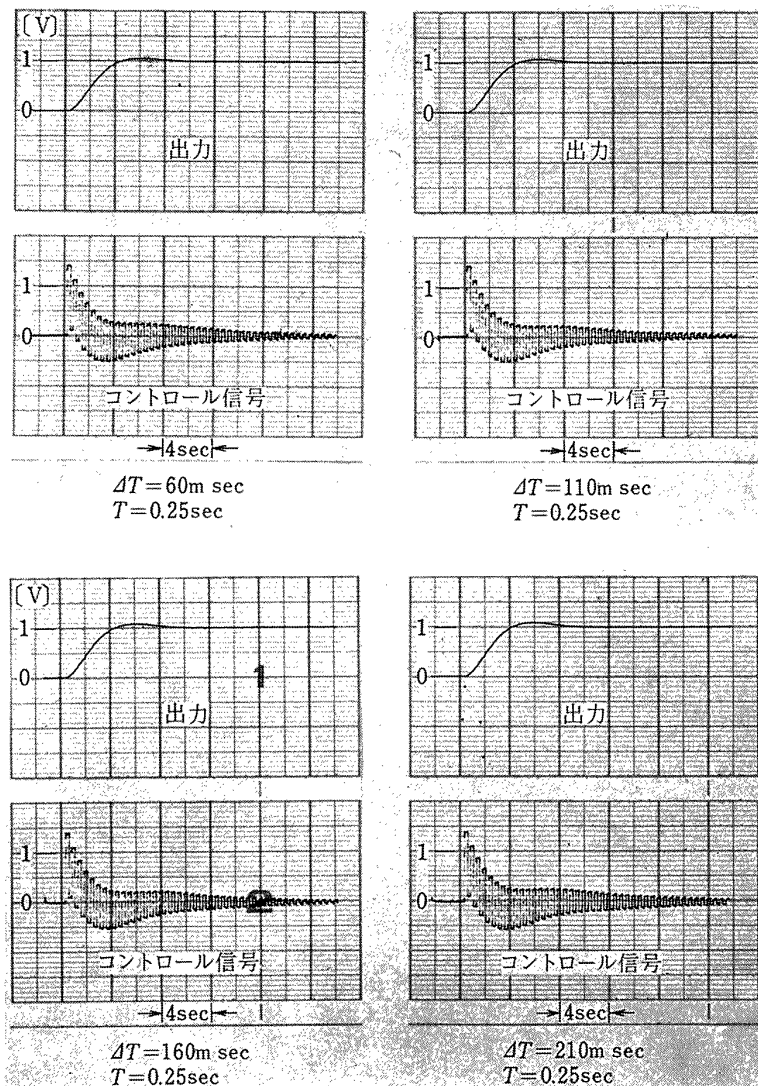 〔V〕
1
0
出力
1
0
出力
1
0
コントロール信号
4sec
1
0
コントロール信号
4sec
ΔT=60m sec
T=0.25sec
ΔT=110m sec
T=0.25sec
〔V〕
1
0
1
出力
1
0
出力
1
0
2
コントロール信号
4sec
1
0
コントロール信号
4sec
ΔT=160m sec
T=0.25sec
ΔT=210m sec
T=0.25sec